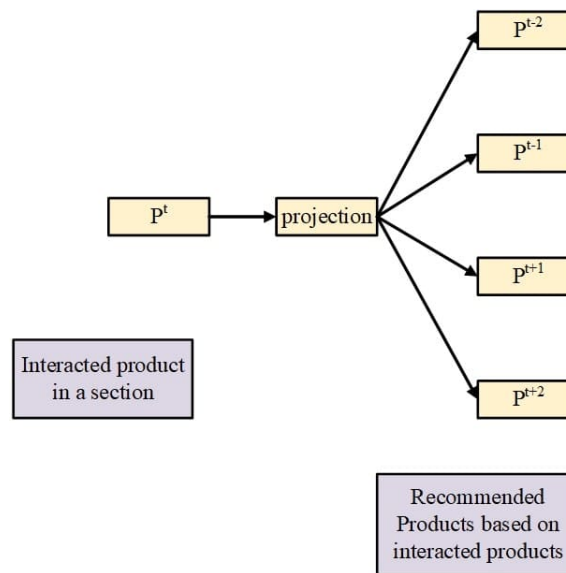 P^t-2
P^t-1
P^t
projection
P^t+1
Interacted product
in a section
P^t+2
Recommended
Products based on
interacted products